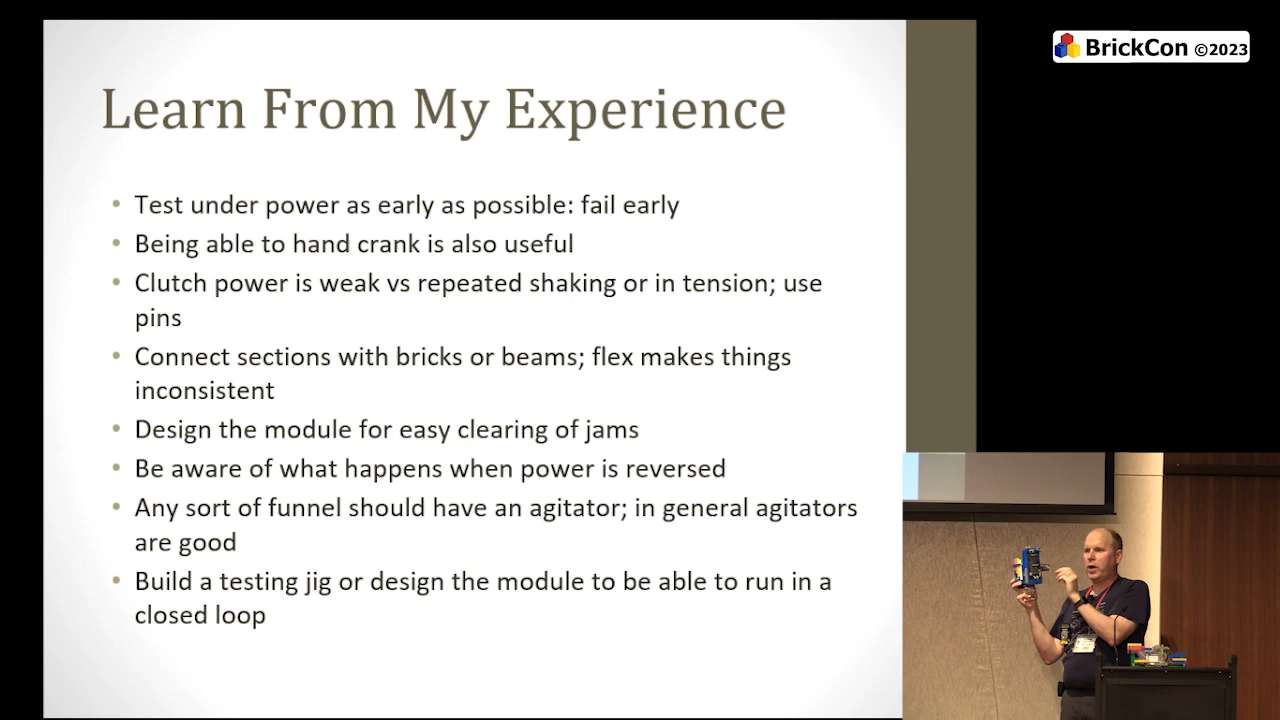 BrickCon ©2023
Learn From My Experience
• Test under power as early as possible: fail early
• Being able to hand crank is also useful
• Clutch power is weak vs repeated shaking or in tension; use
pins
• Connect sections with bricks or beams; flex makes things
inconsistent
• Design the module for easy clearing of jams
• Be aware of what happens when power is reversed
• Any sort of funnel should have an agitator; in general agitators
are good
• Build a testing jig or design the module to be able to run in a
closed loop